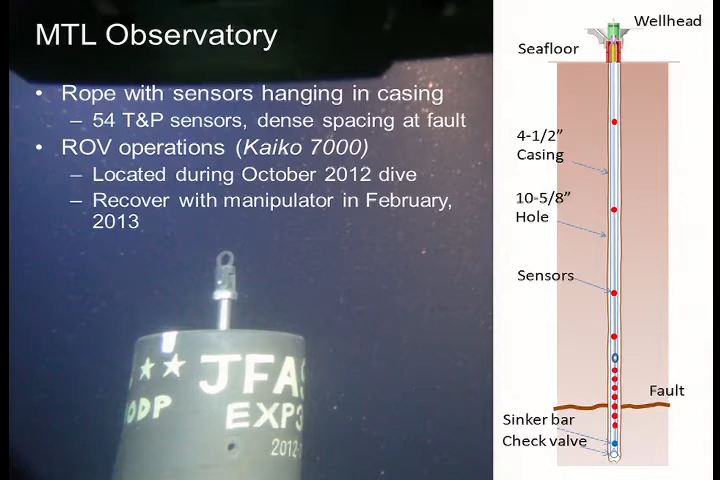 MTL Observatory
• Rope with sensors hanging in casing
– 54 T&P sensors, dense spacing at fault
• ROV operations (Kaiko 7000)
– Located during October 2012 dive
– Recover with manipulator in February,
2013
JFAS
ODP
EXP3
2012-
Wellhead
Seafloor
4-1/2”
Casing
10-5/8”
Hole
Sensors
Fault
Sinker bar
Check valve